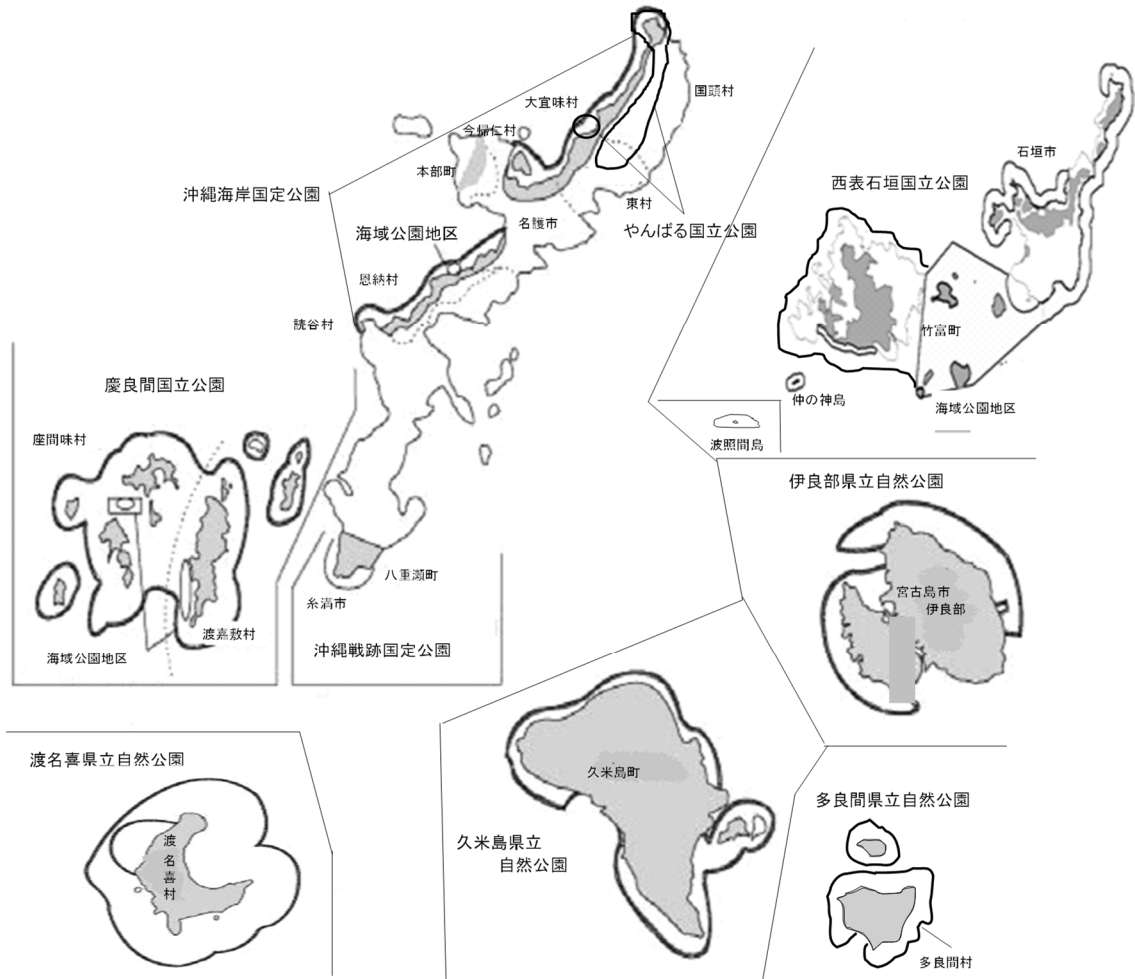 国頭村
大宜味村
今帰仁村
石垣市
本部町
西表石垣国立公園
沖縄海岸国定公園
東村
名護市
やんばる国立公園
海域公園地区
恩納村
読谷村
竹富町
慶良間国立公園
仲の神島
海域公園地区
座間味村
波照間島
伊良部県立自然公園
八重瀬町
宮古島市
伊良部
糸満市
渡嘉敷村
沖縄戦跡国定公園
海域公園地区
渡名喜県立自然公園
久米島町
多良間県立自然公園
渡名喜村
久米島県立
自然公園
多良間村